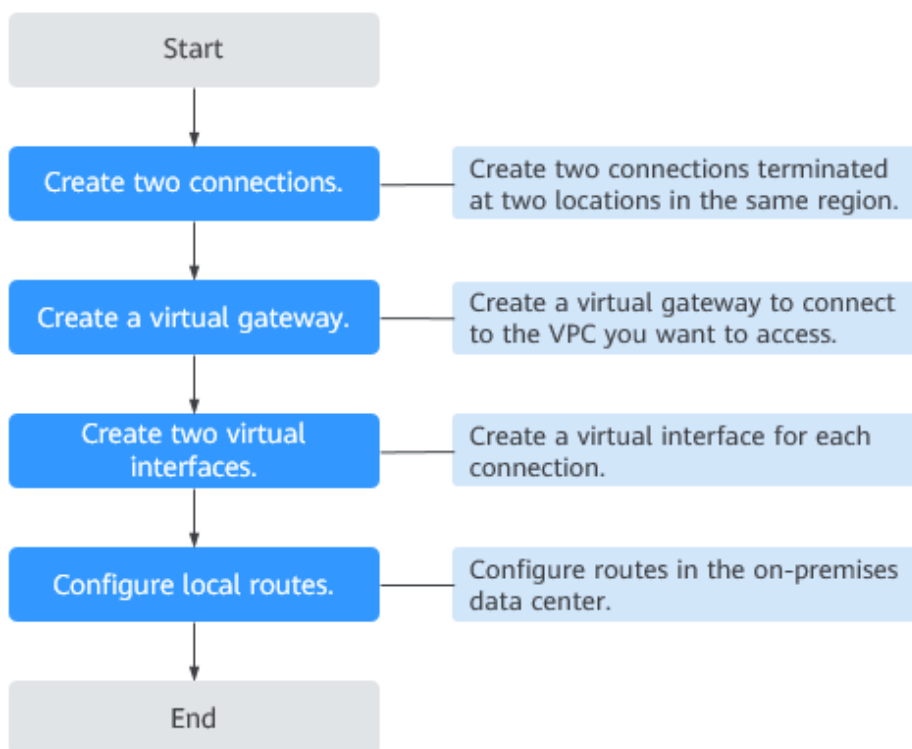 Start
Create two connections.
Create two connections terminated
at two locations in the same region.
Create a virtual gateway.
Create a virtual gateway to connect
to the VPC you want to access.
Create two virtual
interfaces.
Create a virtual interface for each
connection.
Configure local routes.
Configure routes in the on-premises
data center.
End